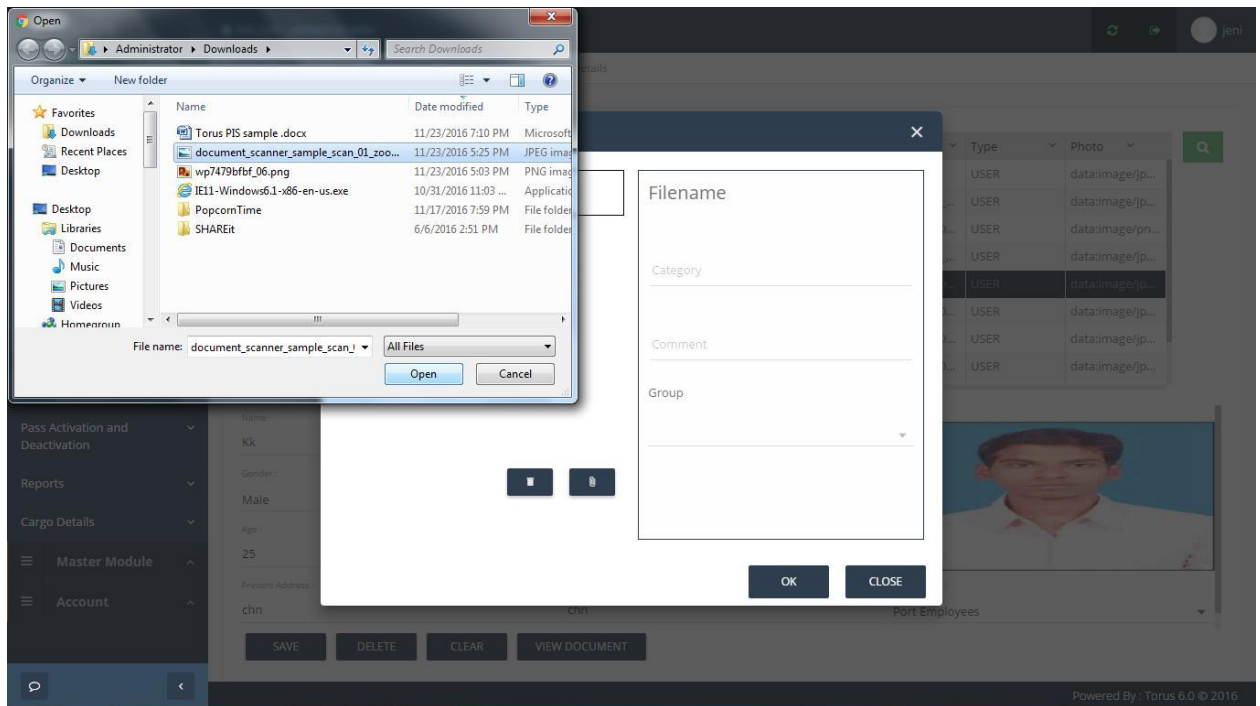 Open
Administrator ▸ Downloads ▸
Search Downloads
Organize
New folder
Favorites
Downloads
Recent Places
Desktop
Desktop
Libraries
Documents
Music
Pictures
Videos
Homegroup
Name Date modified Type
Torus PIS sample .docx 11/23/2016 7:10 PM Microsoft
document_scanner_sample_scan_01_zoo... 11/23/2016 5:25 PM JPEG imag
wp7479bfbf_06.png 11/23/2016 5:03 PM PNG imag
IE11-Windows6.1-x86-en-us.exe 10/31/2016 11:03 ... Applicatic
PopcornTime 11/17/2016 7:59 PM File folder
SHAREit 6/6/2016 2:51 PM File folder
File name: document_scanner_sample_scan_
All Files
Open Cancel
jeni
etails
Type Photo
USER data:image/jp...
USER data:image/jp...
USER data:image/pn...
USER data:image/jp...
USER data:image/jp...
USER data:image/jp...
USER data:image/jp...
USER data:image/jp...
Filename
Category
Comment
Group
OK CLOSE
Pass Activation and
Deactivation
Reports
Cargo Details
Master Module
Account
Name :
Kk
Gender :
Male
Age :
25
Present Address :
chn
chn
Port Employees
SAVE DELETE CLEAR VIEW DOCUMENT
Powered By : Torus 6.0 © 2016